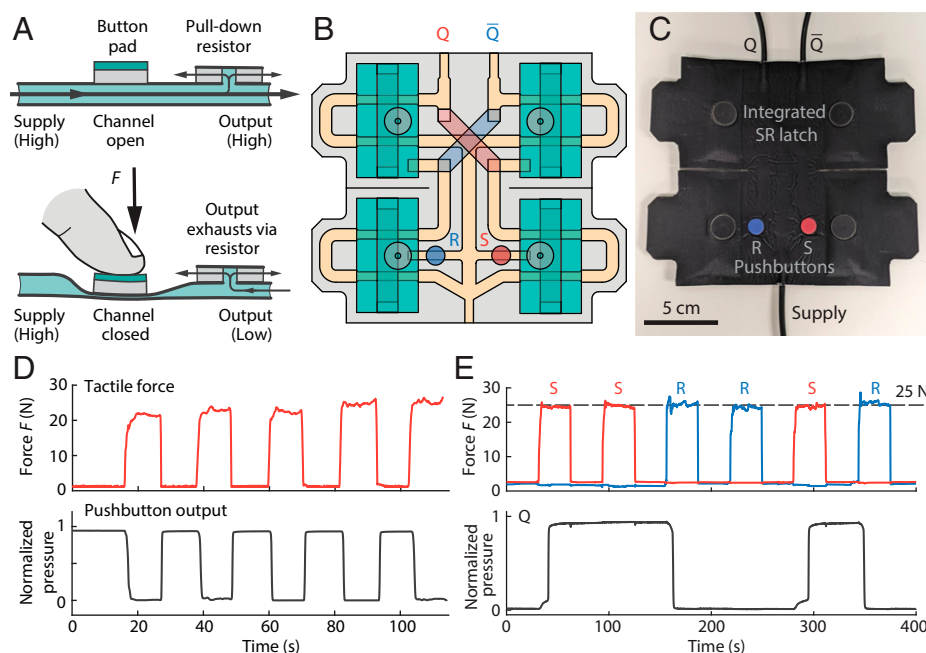 A
Button pad
Pull-down resistor
Supply (High)
Channel open
Output (High)
F
Output exhausts via resistor
Supply (High)
Channel closed
Output (Low)
B
Q
Q̅
R
S
C
Q
Q̅
Integrated SR latch
R
S
Pushbuttons
5 cm
Supply
D
Tactile force
Force F (N)
30
20
10
0
Pushbutton output
Normalized pressure
1
0
0 20 40 60 80 100
Time (s)
E
S S R R S R
25 N
Force F (N)
30
20
10
0
Q
Normalized pressure
1
0
0 100 200 300 400
Time (s)